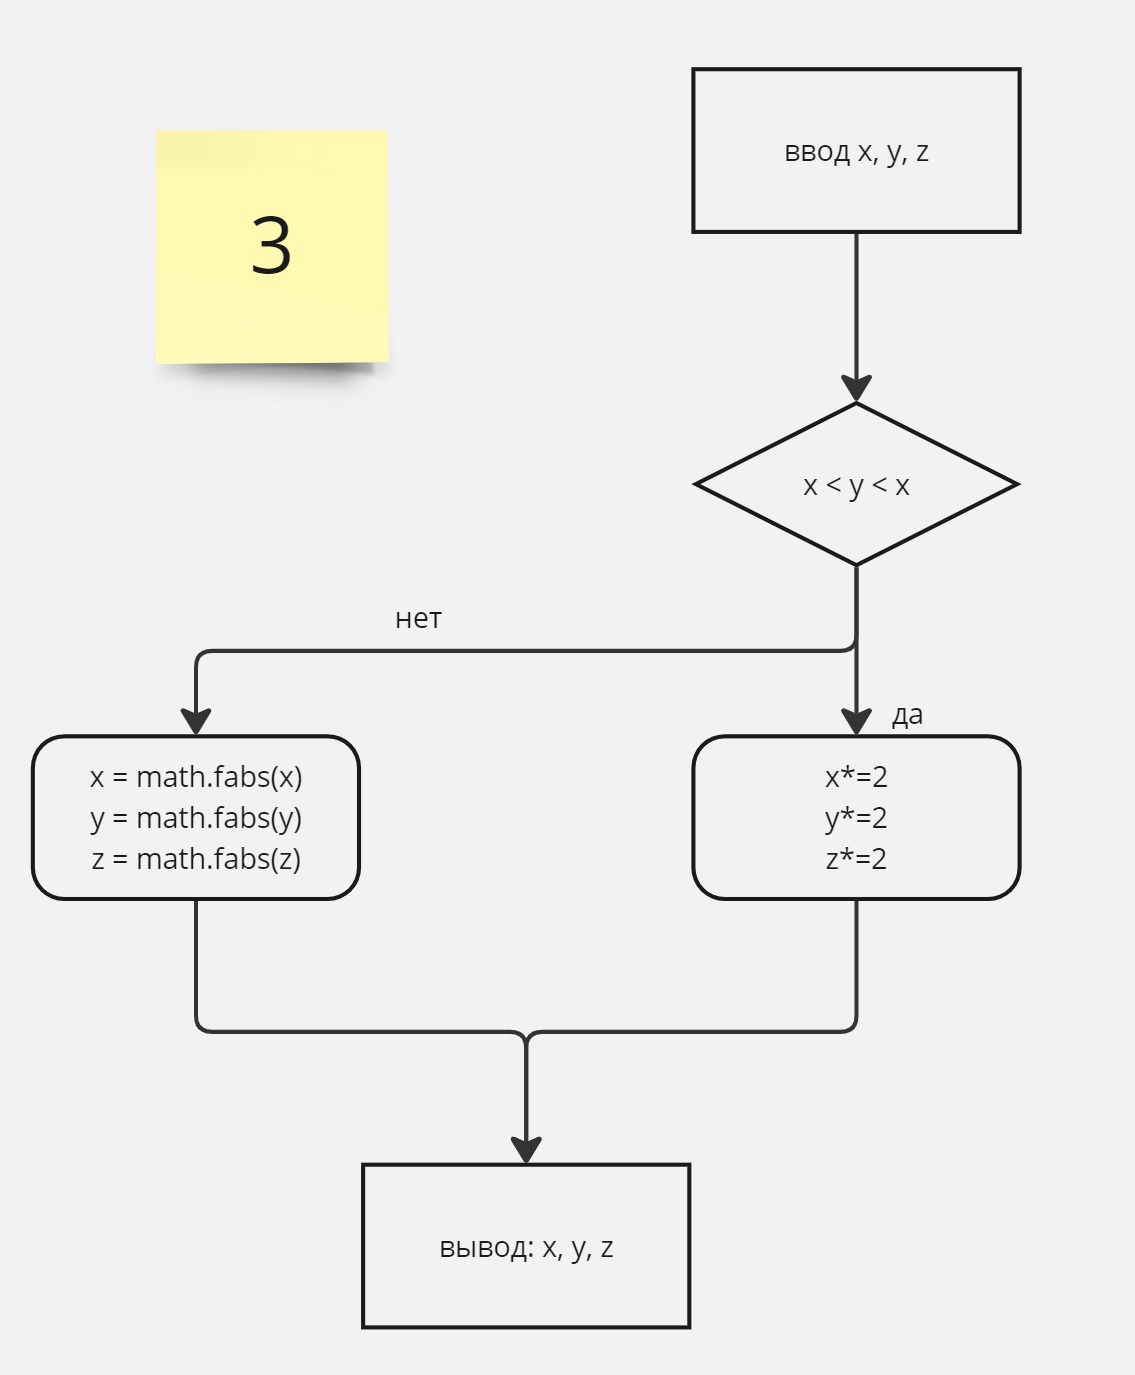 3
ввод x, y, z
x < y < x
нет
да
x = math.fabs(x)
y = math.fabs(y)
z = math.fabs(z)
x*=2
y*=2
z*=2
вывод: x, y, z